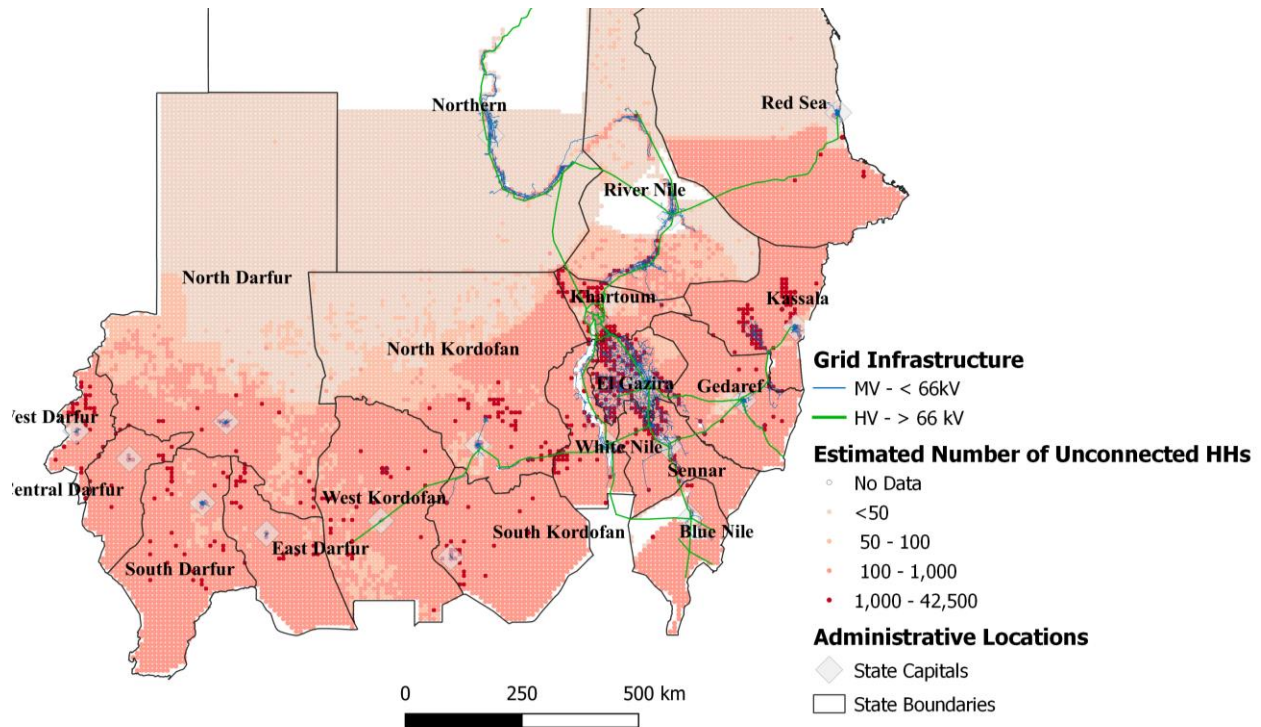 Northern
Red Sea
River Nile
North Darfur
Khartoum
Kassala
North Kordofan
El Gazira
Gedaref
West Darfur
White Nile
Sennar
Central Darfur
West Kordofan
South Kordofan
Blue Nile
East Darfur
South Darfur
Grid Infrastructure
MV - < 66kV
HV - > 66 kV
Estimated Number of Unconnected HHs
No Data
<50
50 - 100
100 - 1,000
1,000 - 42,500
Administrative Locations
State Capitals
State Boundaries
0 250 500 km